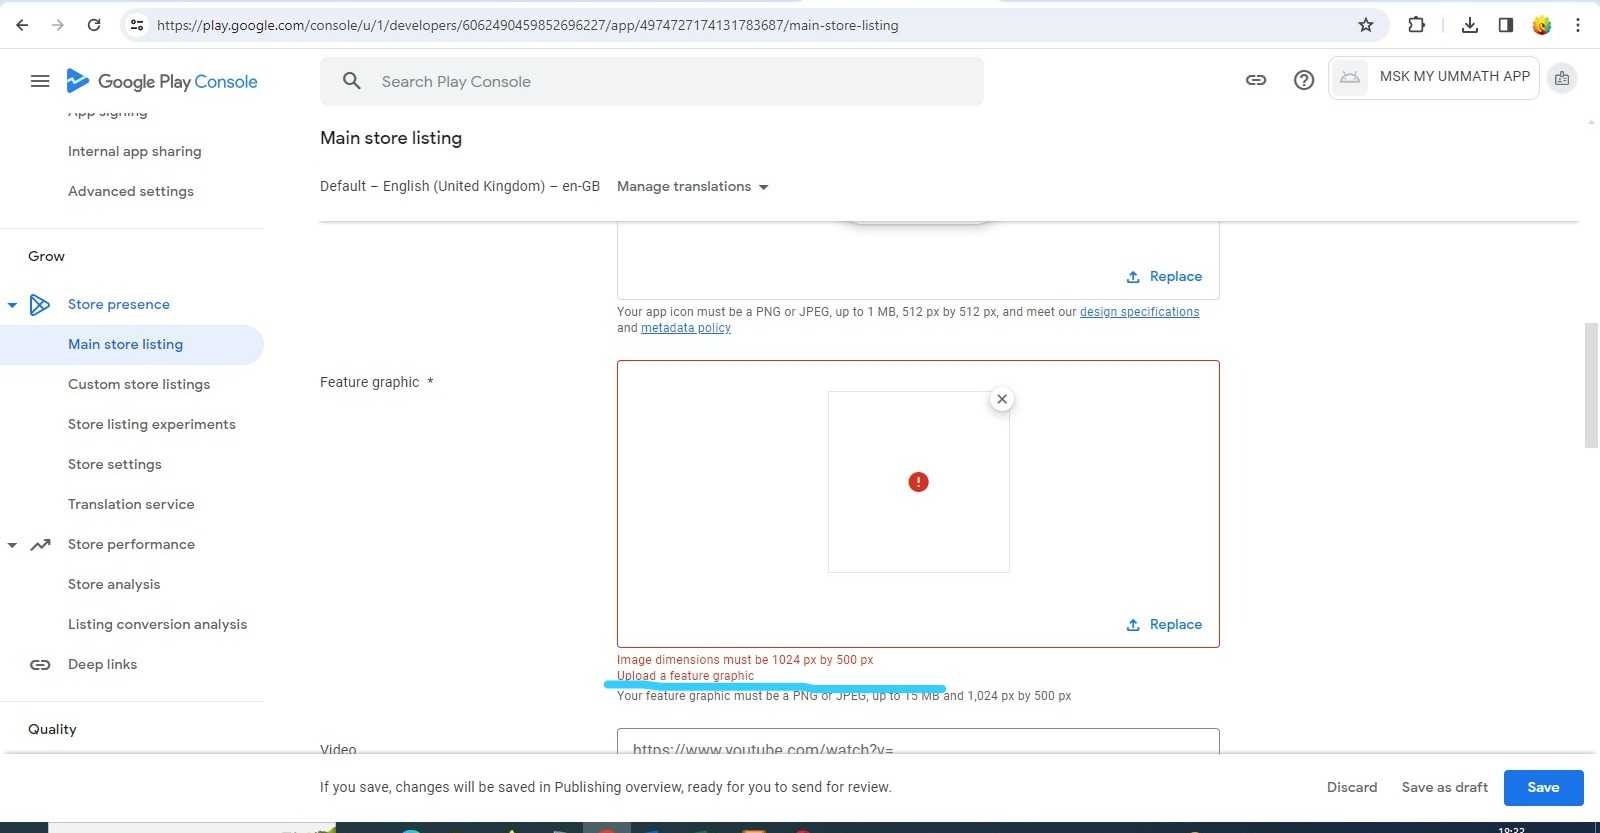 https://play.google.com/console/u/1/developers/6062490459852696227/app/4974727174131783687/main-store-listing
Google Play Console
Search Play Console
MSK MY UMMATH APP
App signing
Internal app sharing
Advanced settings
Grow
Store presence
Main store listing
Custom store listings
Store listing experiments
Store settings
Translation service
Store performance
Store analysis
Listing conversion analysis
Deep links
Quality
Main store listing
Default – English (United Kingdom) – en-GB Manage translations
Replace
Your app icon must be a PNG or JPEG, up to 1 MB, 512 px by 512 px, and meet our design specifications
and metadata policy
Feature graphic *
Replace
Image dimensions must be 1024 px by 500 px
Upload a feature graphic
Your feature graphic must be a PNG or JPEG, up to 15 MB and 1,024 px by 500 px
Video
https://www.youtube.com/watch?v=
If you save, changes will be saved in Publishing overview, ready for you to send for review.
Discard Save as draft Save